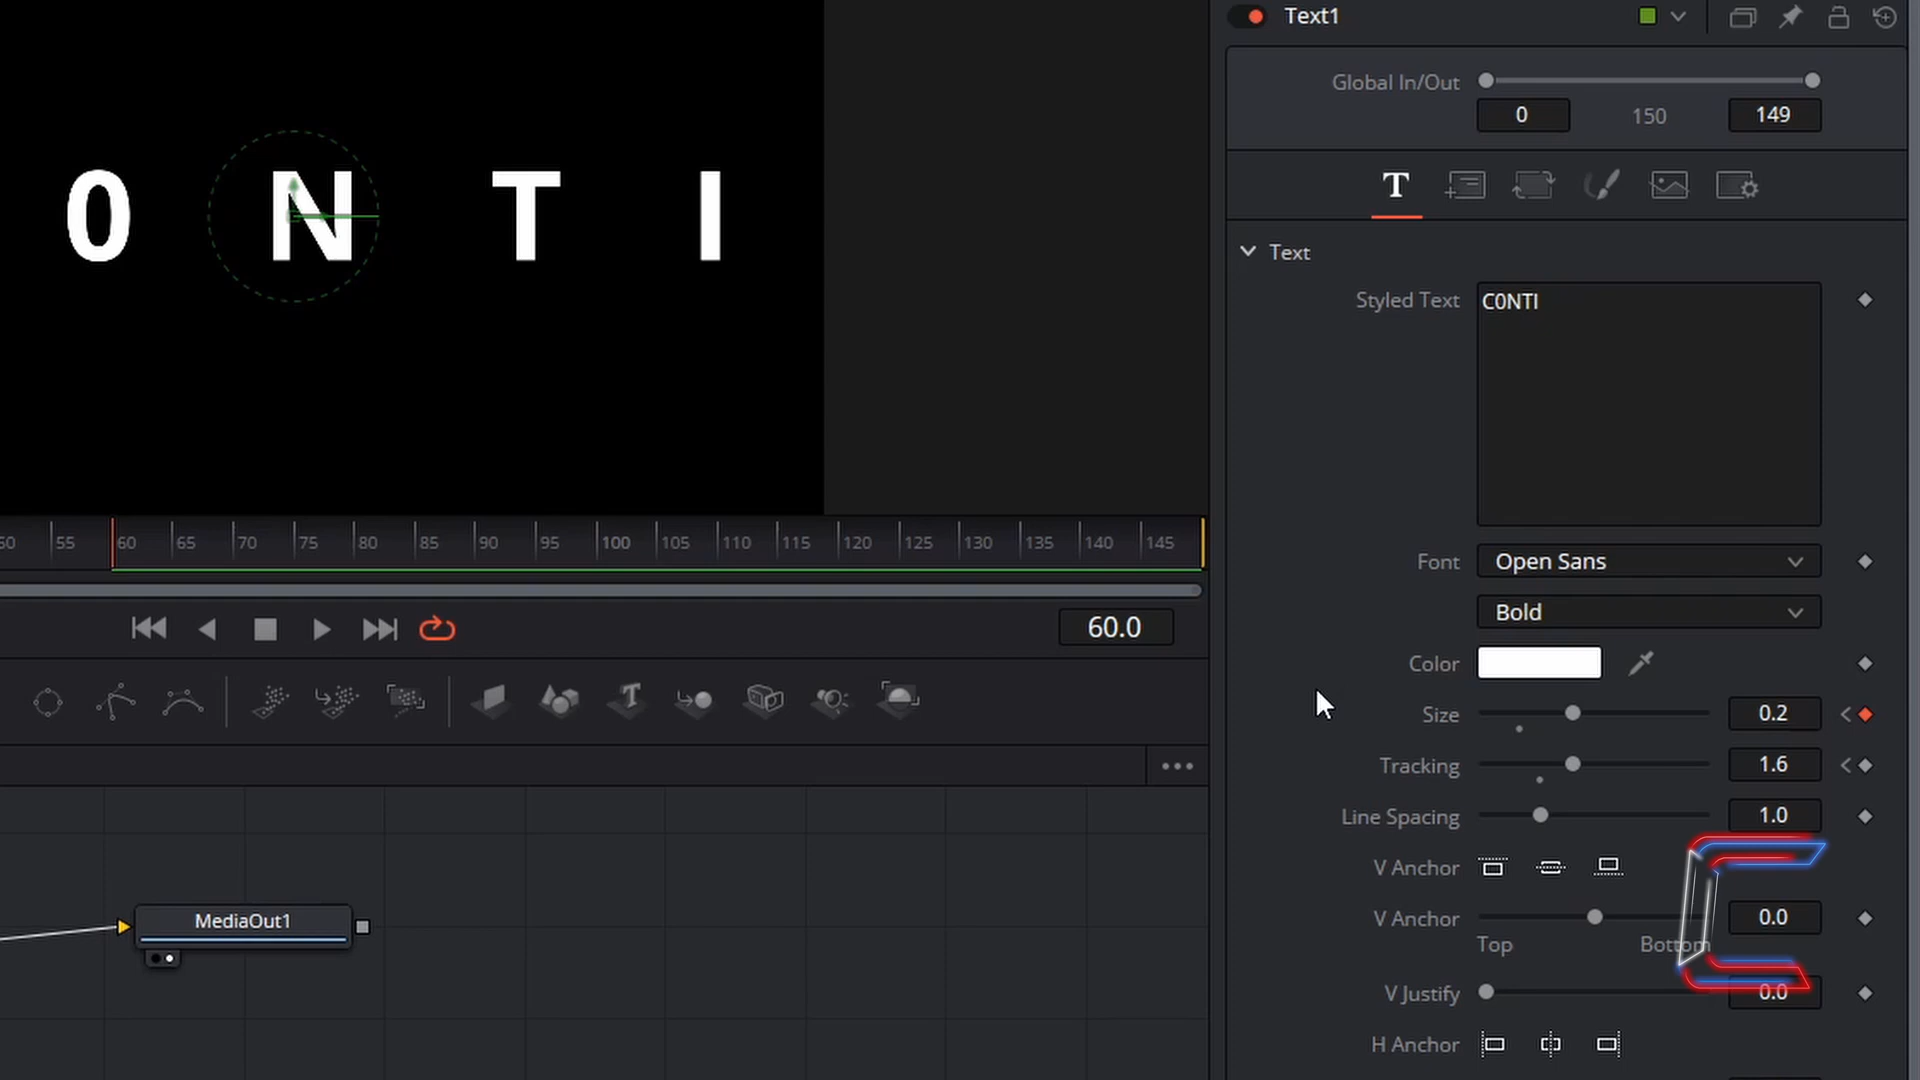 Text1
Global In/Out
0 150 149
0 N T I
T
Text
Styled Text C0NTI
Font Open Sans
Bold
Color
Size 0.2
Tracking 1.6
Line Spacing 1.0
V Anchor
V Anchor 0.0
Top Bottom
V Justify 0.0
H Anchor
55 60 65 70 75 80 85 90 95 100 105 110 115 120 125 130 135 140 145
60.0
T
MediaOut1